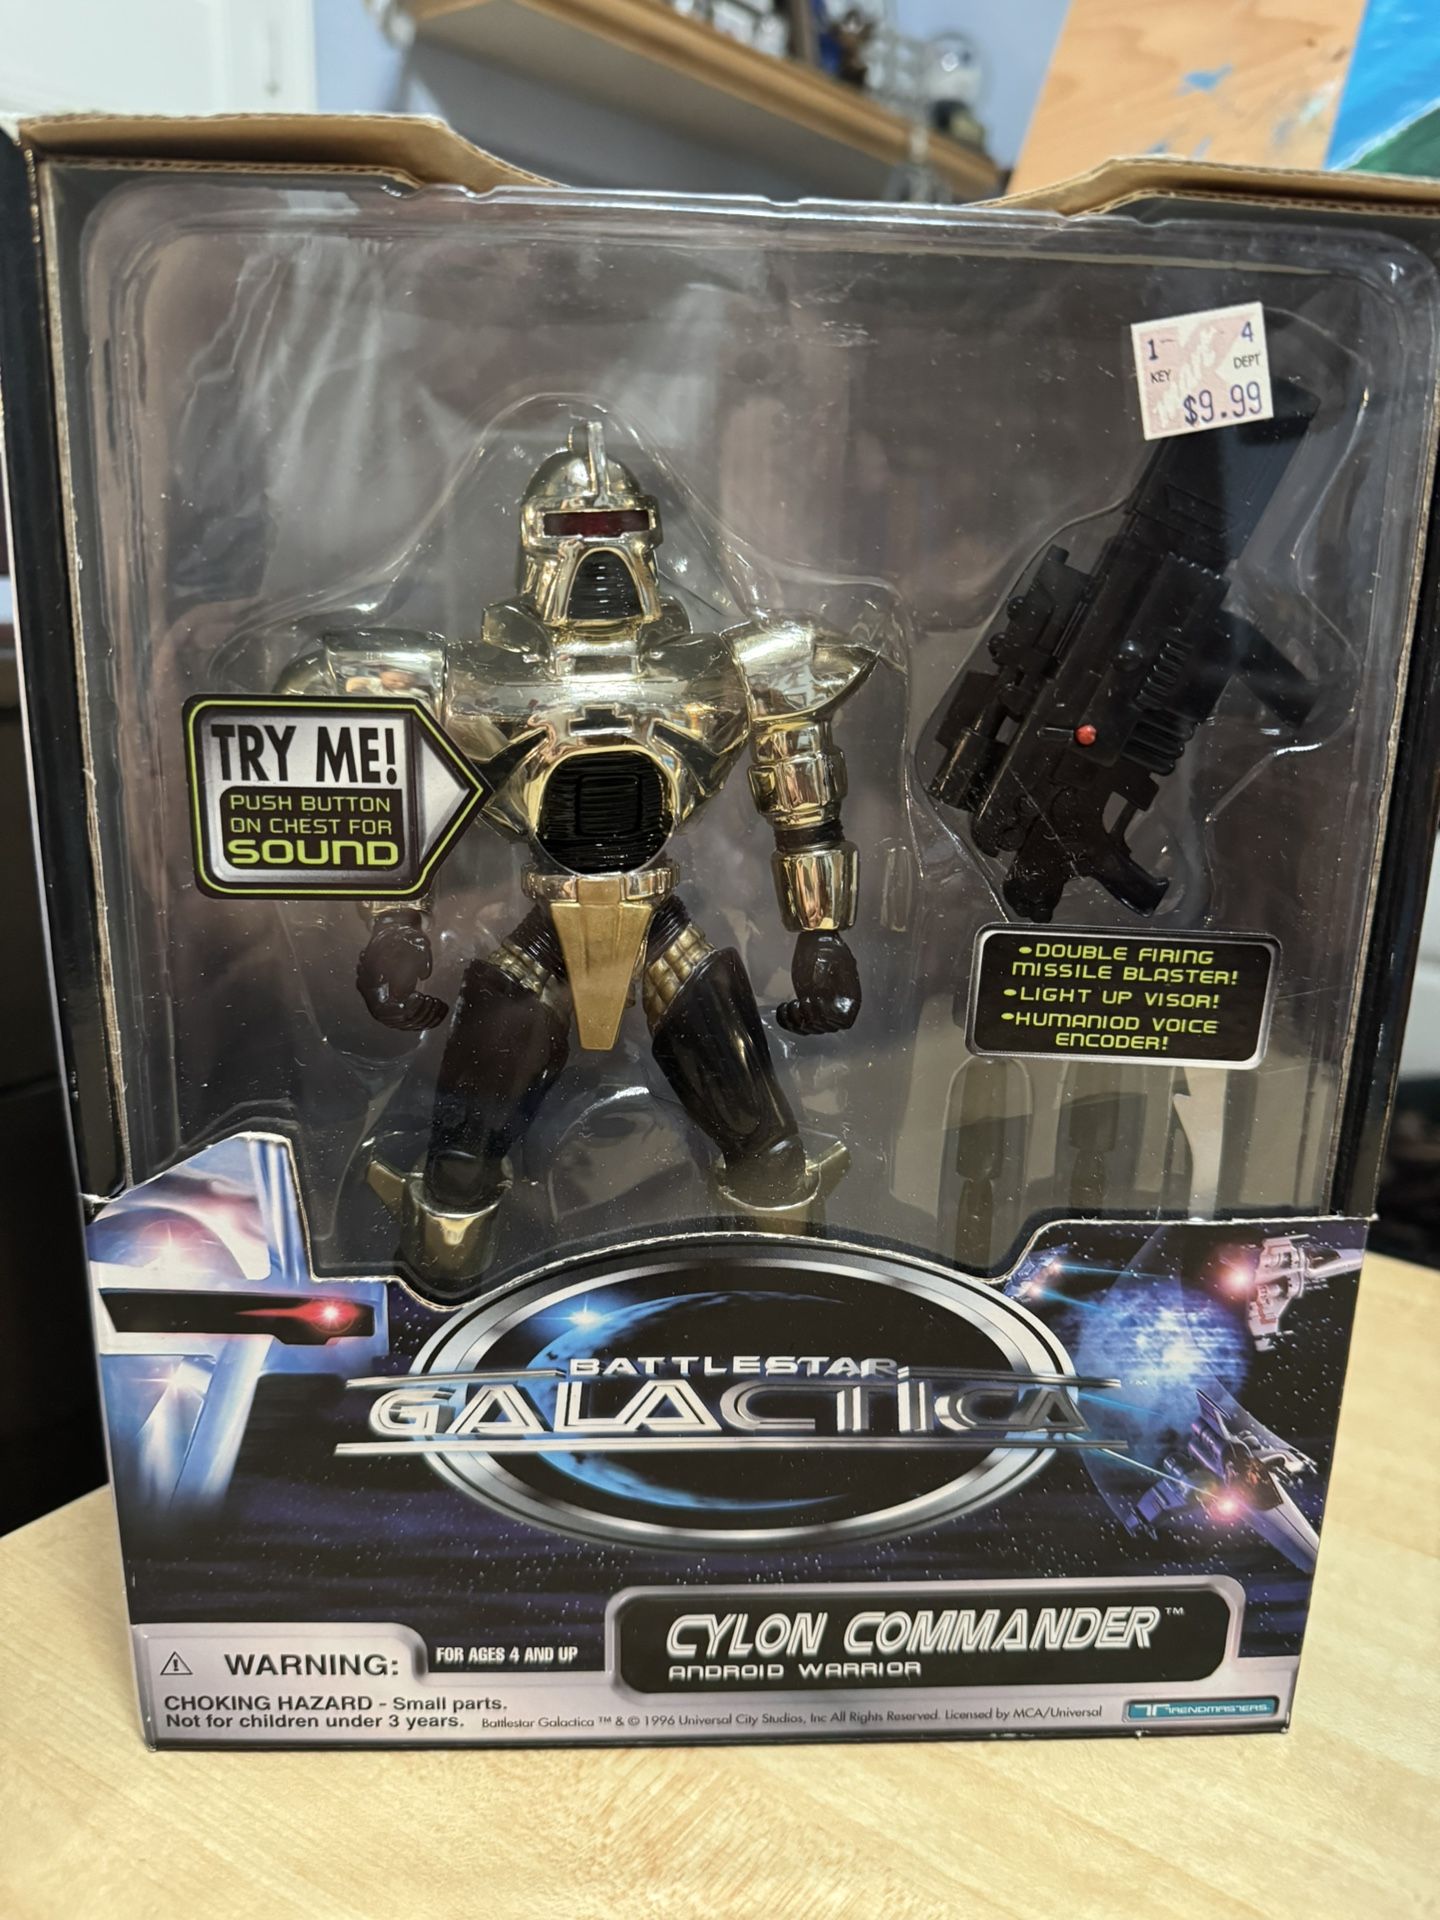 1 4
KEY DEPT
$9.99
TRY ME!
PUSH BUTTON
ON CHEST FOR
SOUND
•DOUBLE FIRING
MISSILE BLASTER!
•LIGHT UP VISOR!
•HUMANIOD VOICE
ENCODER!
BATTLESTAR
GALACTICA
CYLON COMMANDER™
ANDROID WARRIOR
⚠ WARNING:
FOR AGES 4 AND UP
CHOKING HAZARD - Small parts.
Not for children under 3 years.
Battlestar Galactica ™ & © 1996 Universal City Studios, Inc All Rights Reserved. Licensed by MCA/Universal
TRENDMASTERS.